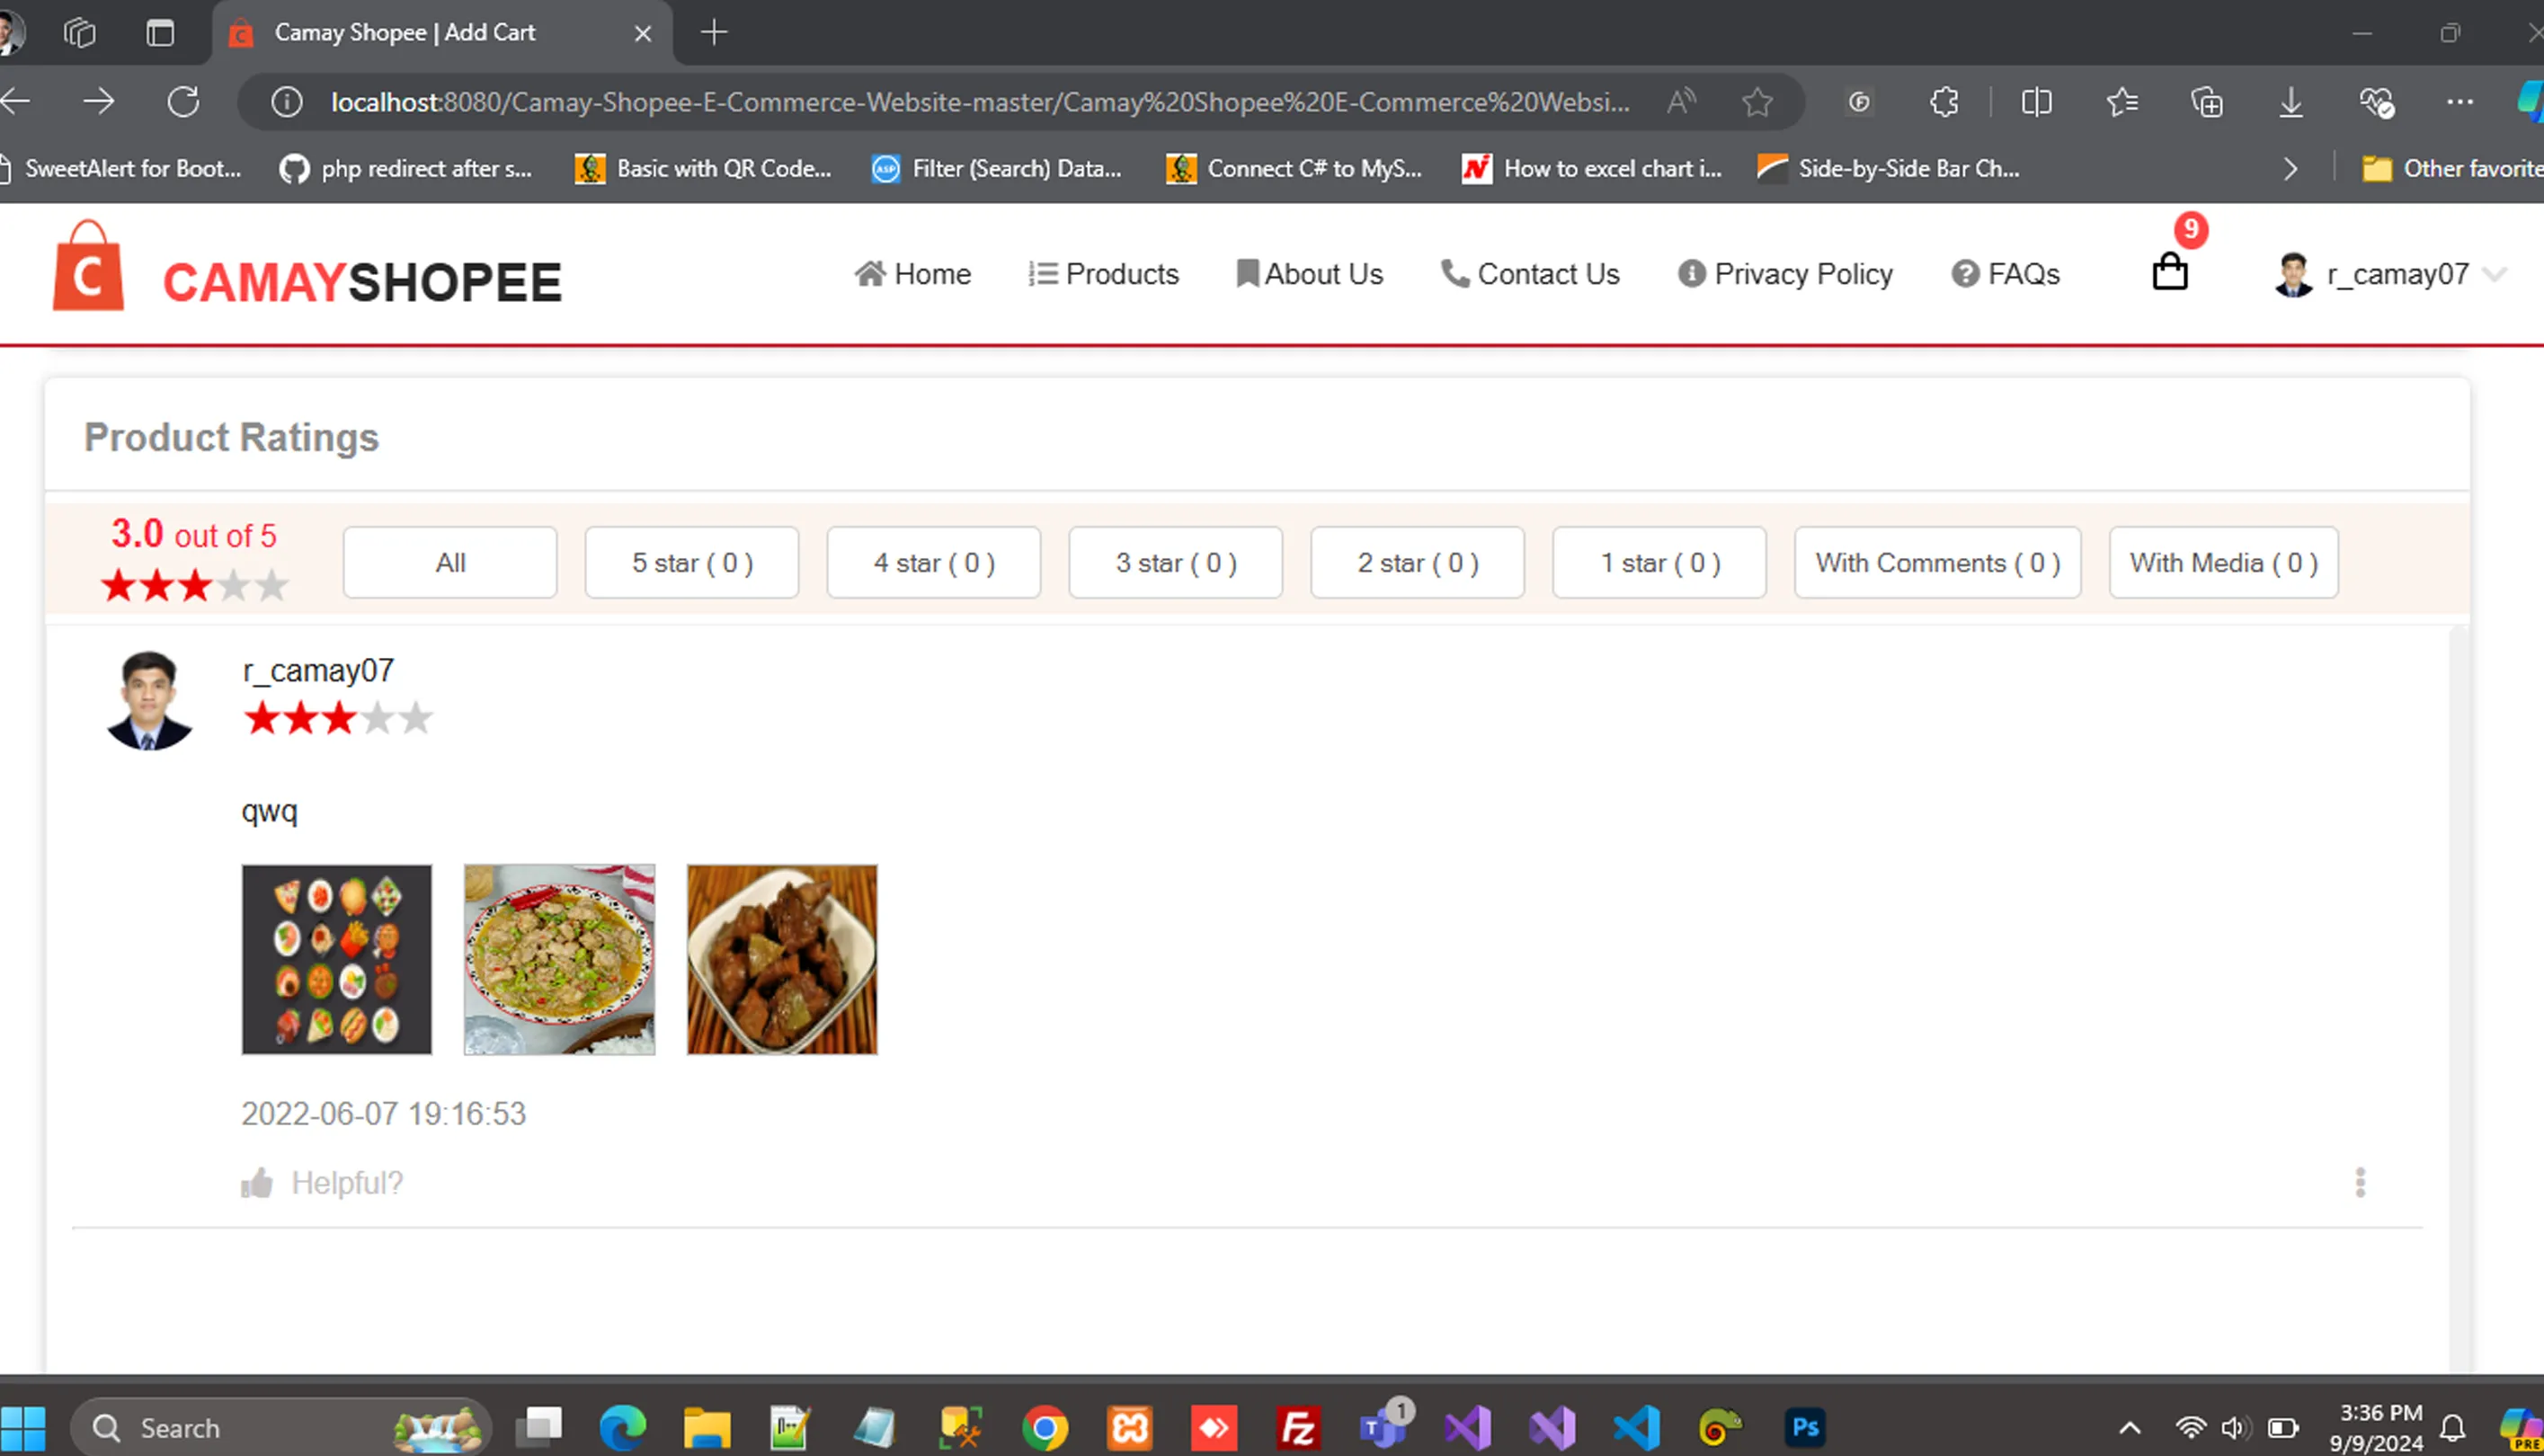 Camay Shopee | Add Cart
localhost:8080/Camay-Shopee-E-Commerce-Website-master/Camay%20Shopee%20E-Commerce%20Websi...
SweetAlert for Boot... php redirect after s... Basic with QR Code... Filter (Search) Data... Connect C# to MyS... How to excel chart i... Side-by-Side Bar Ch... Other favorite
9
C CAMAYSHOPEE Home Products About Us Contact Us Privacy Policy FAQs r_camay07
Product Ratings
3.0 out of 5
All 5 star ( 0 ) 4 star ( 0 ) 3 star ( 0 ) 2 star ( 0 ) 1 star ( 0 ) With Comments ( 0 ) With Media ( 0 )
r_camay07
qwq
2022-06-07 19:16:53
Helpful?
Search 1 Ps 3:36 PM
9/9/2024 PRE